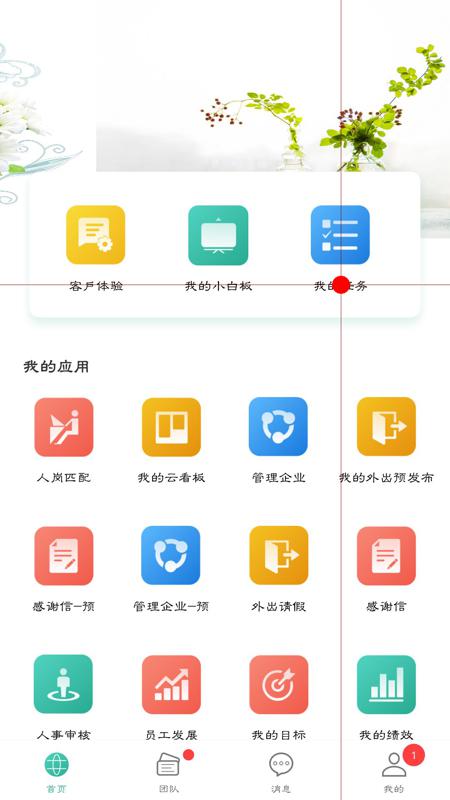 客户体验
我的小白板
我的任务
我的应用
人岗匹配
我的云看板
管理企业
我的外出预发布
感谢信-预
管理企业-预
外出请假
感谢信
人事审核
员工发展
我的目标
我的绩效
首页
团队
消息
1
我的